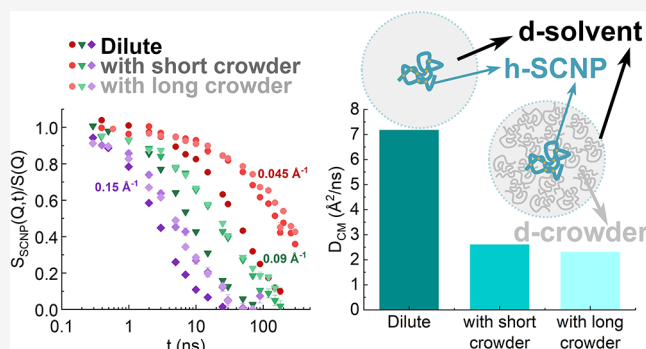 Dilute
with short crowder
with long crowder
S_SCNP(Q,t)/S(Q)
1.0
0.8
0.6
0.4
0.2
0.0
0.045 Å⁻¹
0.15 Å⁻¹
0.09 Å⁻¹
0.1
1
10
100
t (ns)
d-solvent
h-SCNP
d-crowder
D_CM (Å²/ns)
8
7
6
5
4
3
2
1
0
Dilute
with short
crowder
with long
crowder